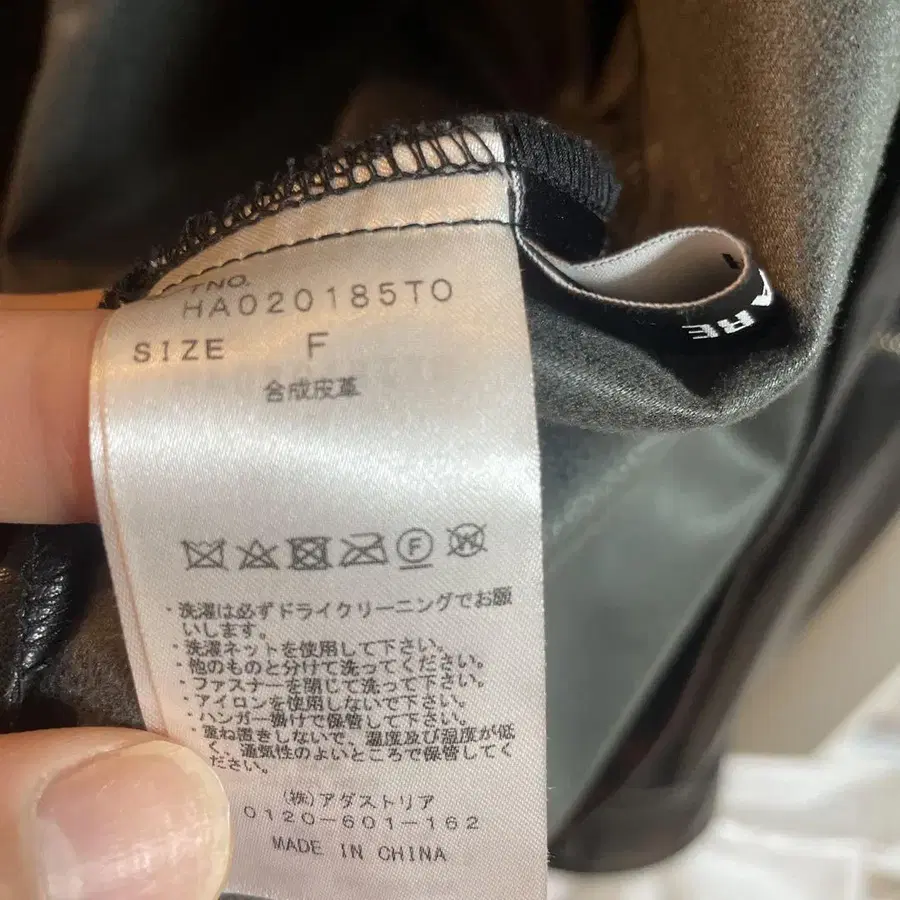 TNO.
HA020185TO
SIZE F
合成皮革
F
W
・洗濯は必ずドライクリーニングでお願
いします。
・洗濯ネットを使用して下さい。
・他のものと分けて洗ってください。
・ファスナーを閉じて洗って下さい。
・アイロンを使用しないで下さい。
・ハンガー掛けで保管して下さい。
・重ね置きしないで、温度及び湿度が低
く、通気性のよいところで保管してく
ださい。
(株)アダストリア
0120-601-162
MADE IN CHINA
ARE